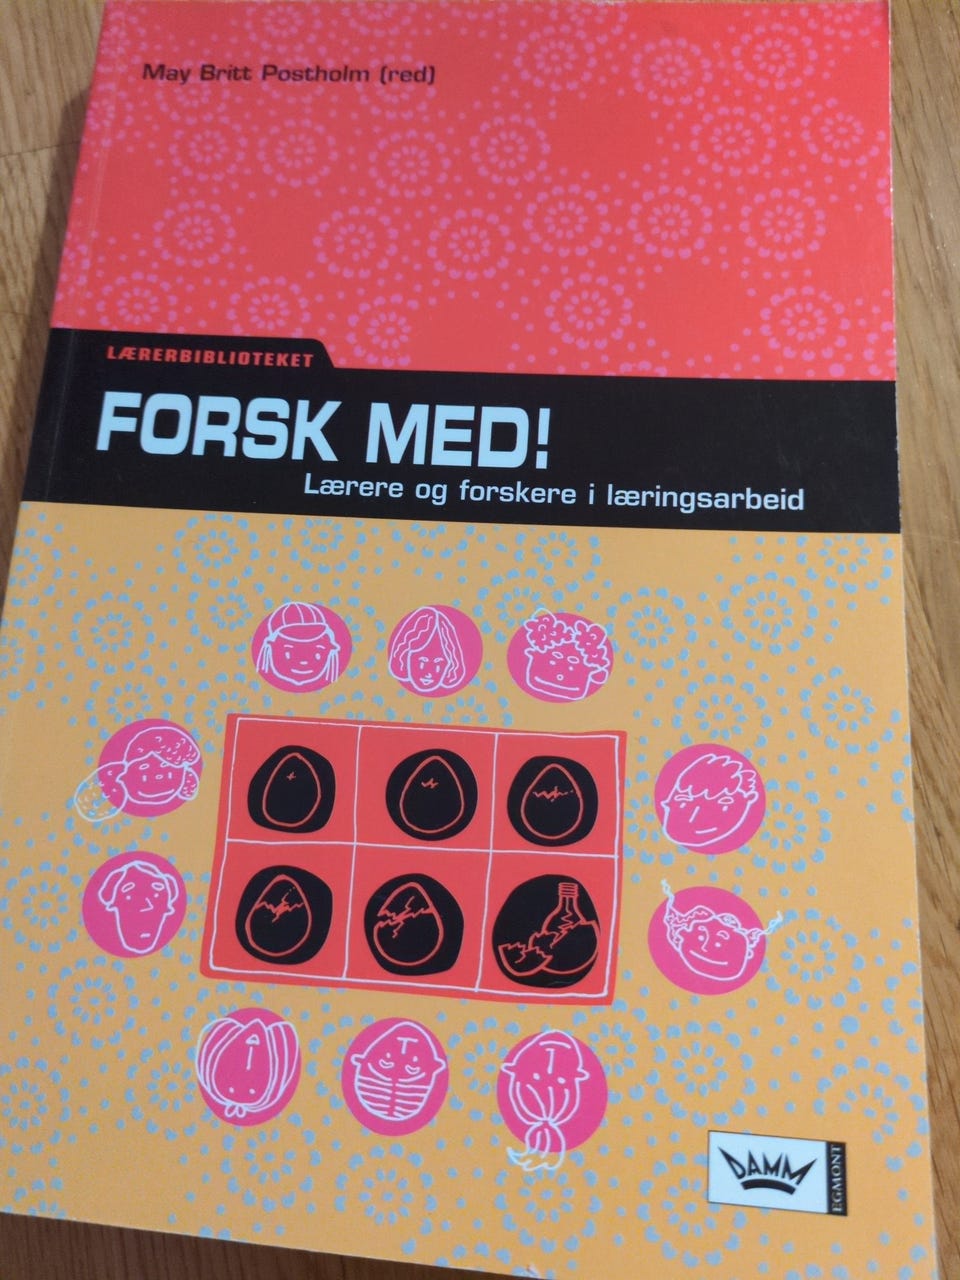 May Britt Postholm (red)
LÆRERBIBLIOTEKET
FORSK MED!
Lærere og forskere i læringsarbeid
DAMM
EGMONT